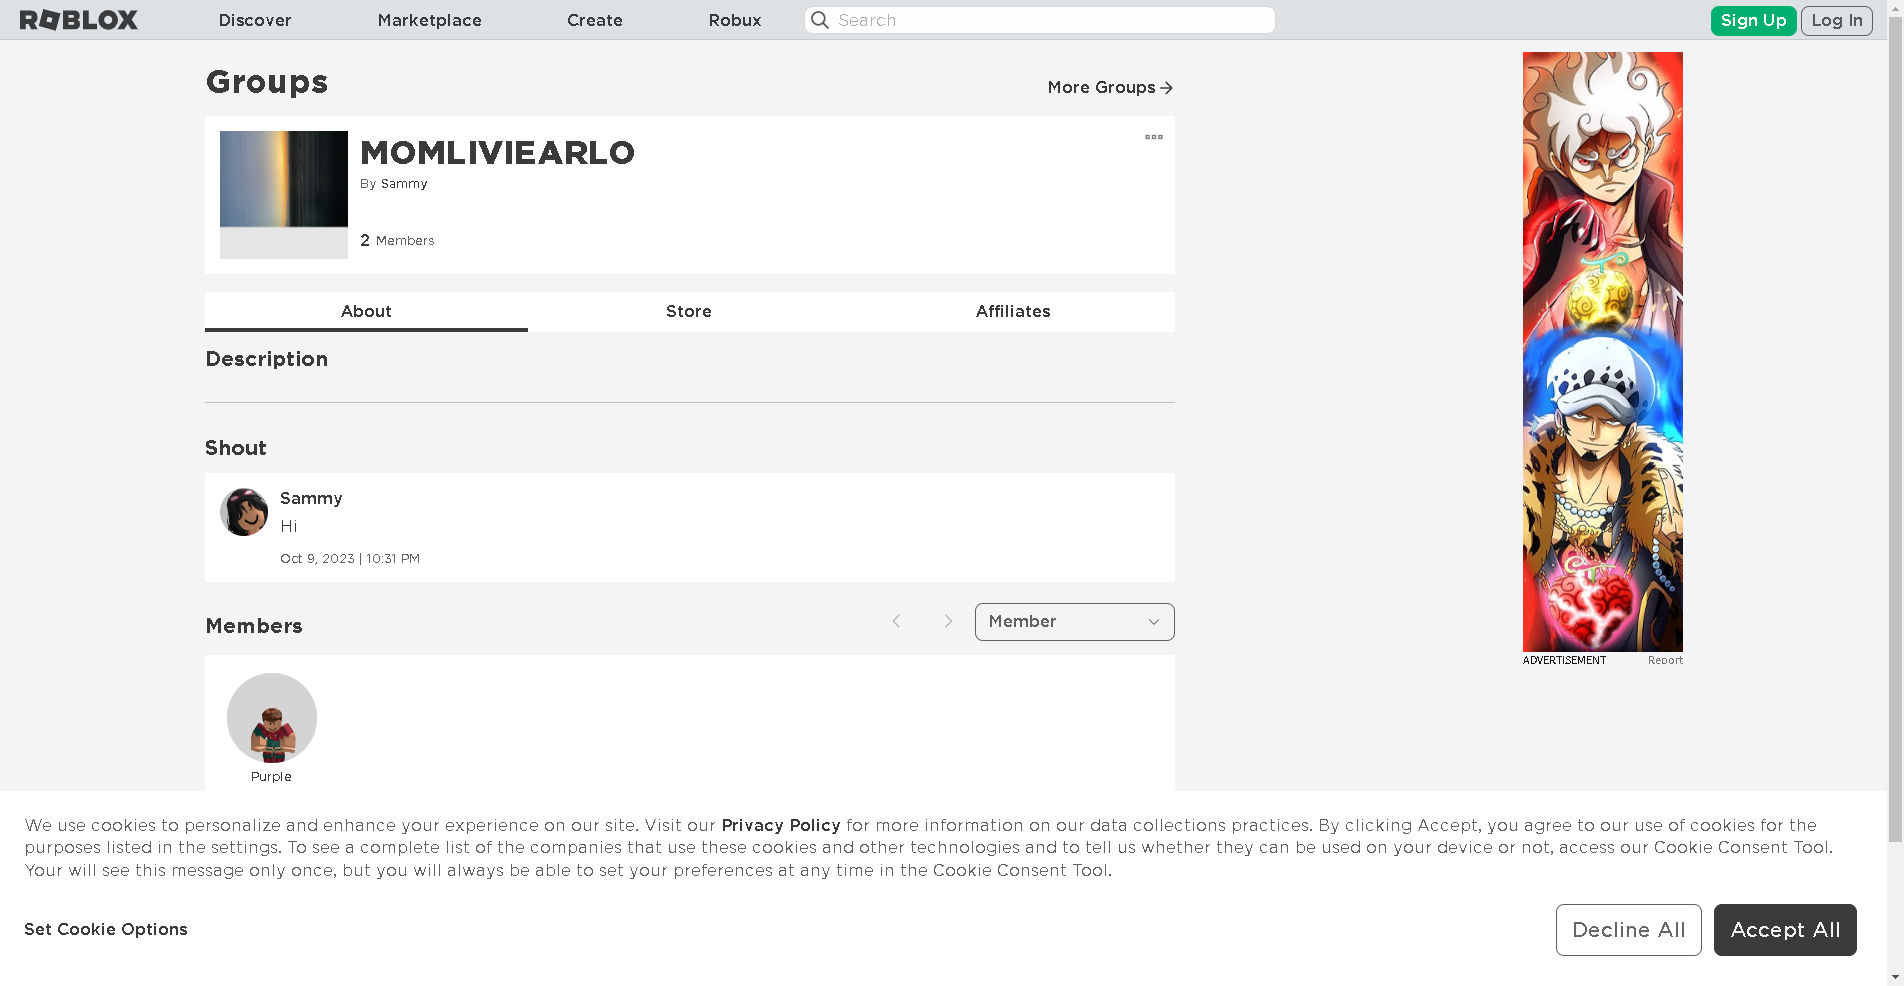 ROBLOX Discover Marketplace Create Robux Search Sign Up Log In
Groups
More Groups
MOMLIVIEARLO
By Sammy
2 Members
About Store Affiliates
Description
Shout
Sammy
Hi
Oct 9, 2023 | 10:31 PM
Members
Member
Purple
ADVERTISEMENT Report
We use cookies to personalize and enhance your experience on our site. Visit our Privacy Policy for more information on our data collections practices. By clicking Accept, you agree to our use of cookies for the
purposes listed in the settings. To see a complete list of the companies that use these cookies and other technologies and to tell us whether they can be used on your device or not, access our Cookie Consent Tool.
Your will see this message only once, but you will always be able to set your preferences at any time in the Cookie Consent Tool.
Set Cookie Options
Decline All
Accept All